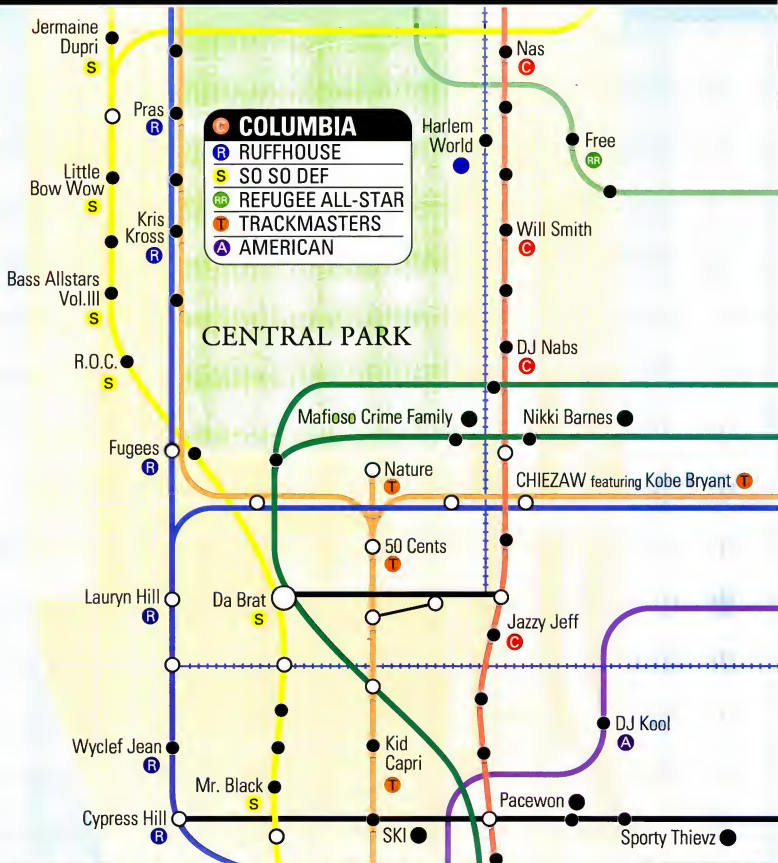 Jermaine
Dupri
S
Nas
C
Pras
R
C COLUMBIA
R RUFFHOUSE
S SO SO DEF
RR REFUGEE ALL-STAR
T TRACKMASTERS
A AMERICAN
Harlem
World
Free
RR
Little
Bow Wow
S
Kris
Kross
R
Will Smith
C
Bass Allstars
Vol.III
S
CENTRAL PARK
DJ Nabs
C
R.O.C.
S
Mafioso Crime Family
Nikki Barnes
Fugees
R
Nature
T
CHIEZAW featuring Kobe Bryant T
50 Cents
T
Lauryn Hill
R
Da Brat
S
Jazzy Jeff
C
DJ Kool
A
Wyclef Jean
R
Kid
Capri
T
Mr. Black
S
Pacewon
Cypress Hill
R
SKI
Sporty Thievz